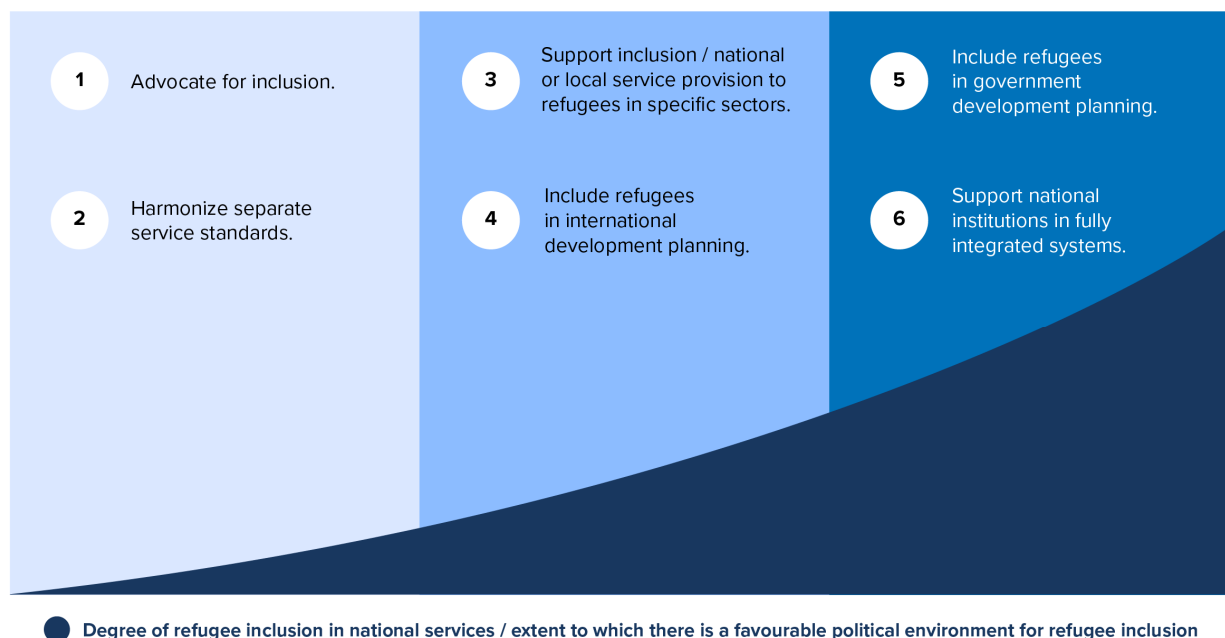 1
Advocate for inclusion.
2
Harmonize separate
service standards.
3
Support inclusion / national
or local service provision to
refugees in specific sectors.
4
Include refugees
in international
development planning.
5
Include refugees
in government
development planning.
6
Support national
institutions in fully
integrated systems.
Degree of refugee inclusion in national services / extent to which there is a favourable political environment for refugee inclusion